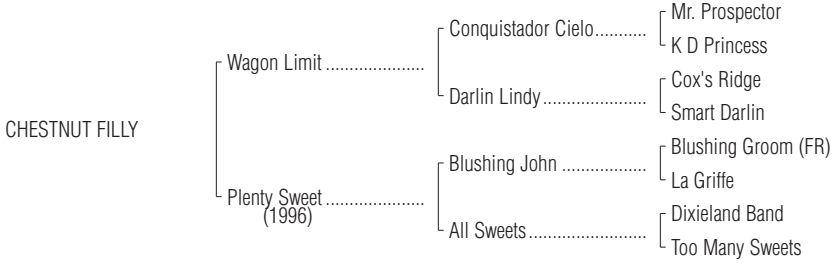 Mr. Prospector
Conquistador Cielo...........
K D Princess
Wagon Limit .....................
Cox's Ridge
Darlin Lindy......................
Smart Darlin
CHESTNUT FILLY
Blushing Groom (FR)
Blushing John ..................
La Griffe
Plenty Sweet .....................
(1996)
Dixieland Band
All Sweets.........................
Too Many Sweets